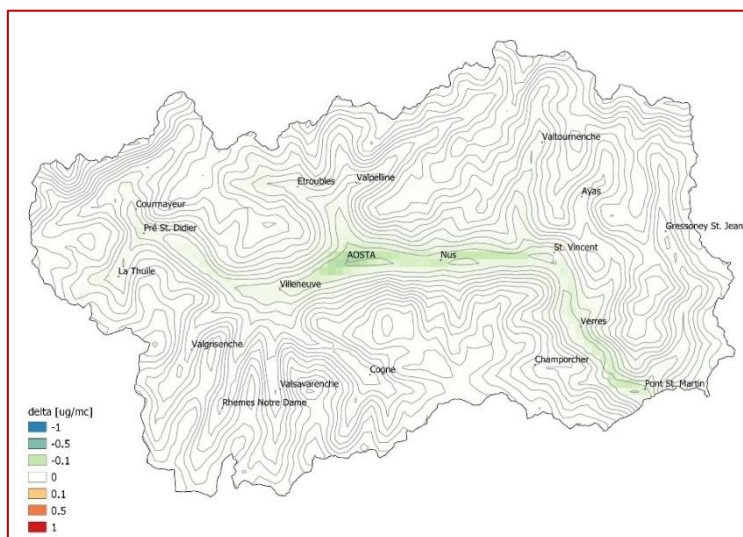 Valtournenche
Etroubles
Valpelline
Ayas
Courmayeur
Pré St. Didier
Gressoney St. Jean
AOSTA
Nus
St. Vincent
La Thuile
Villeneuve
Verres
Valgrisenche
Champorcher
Cogne
Valsavarenche
Pont St. Martin
Rhemes Notre Dame
delta [ug/mc]
-1
-0.5
-0.1
0
0.1
0.5
1